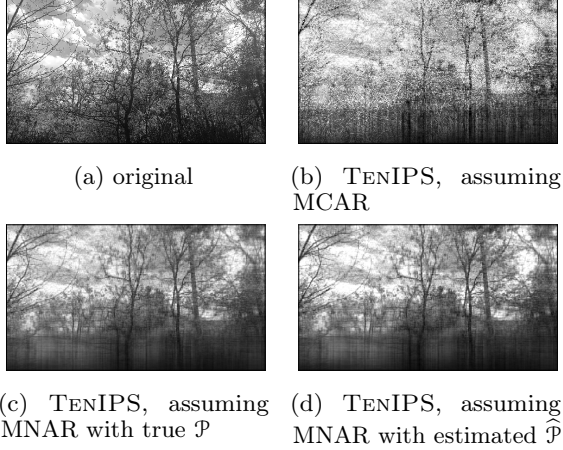 (a) original
(b) TENIPS, assuming
MCAR
(c) TENIPS, assuming
MNAR with true 𝒫
(d) TENIPS, assuming
MNAR with estimated 𝒫̂